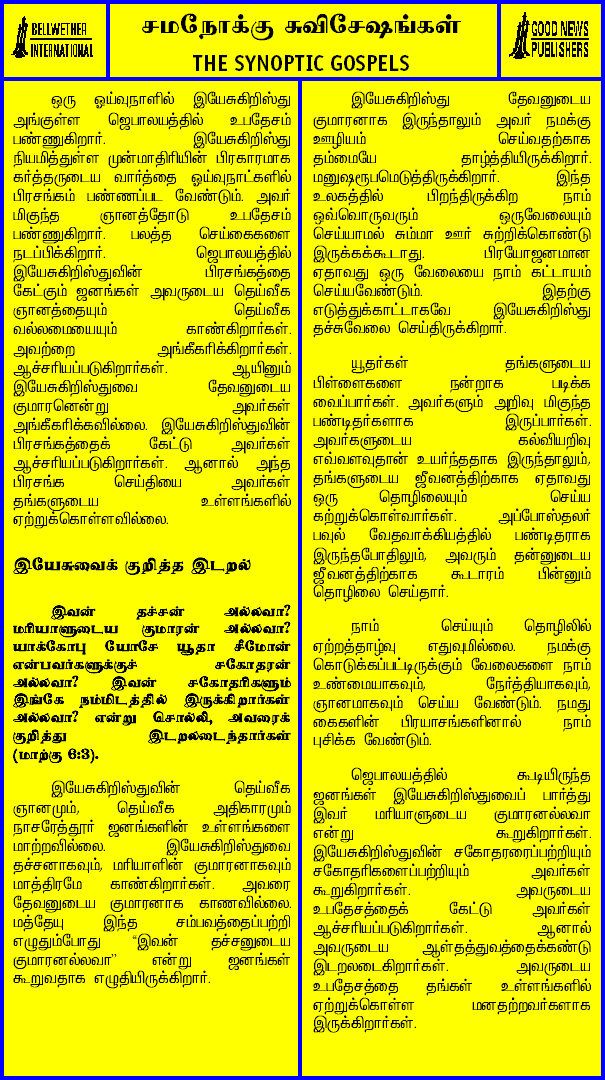 BELLWETHER
INTERNATIONAL
சமநோக்கு சுவிசேஷங்கள்
THE SYNOPTIC GOSPELS
GOOD NEWS
PUBLISHERS
ஒரு ஓய்வுநாளில் இயேசுகிறிஸ்து
அங்குள்ள ஜெபாலயத்தில் உபதேசம்
பண்ணுகிறார். இயேசுகிறிஸ்து
நியமித்துள்ள முன்மாதிரியின் பிரகாரமாக
கர்த்தருடைய வார்த்தை ஓய்வுநாட்களில்
பிரசங்கம் பண்ணப்பட வேண்டும். அவர்
மிகுந்த ஞானத்தோடு உபதேசம்
பண்ணுகிறார். பலத்த செய்கைகளை
நடப்பிக்கிறார். ஜெபாலயத்தில்
இயேசுகிறிஸ்துவின் பிரசங்கத்தை
கேட்கும் ஜனங்கள் அவருடைய தெய்வீக
ஞானத்தையும் தெய்வீக
வல்லமையையும் காண்கிறார்கள்.
அவற்றை அங்கீகரிக்கிறார்கள்.
ஆச்சரியப்படுகிறார்கள். ஆயினும்
இயேசுகிறிஸ்துவை தேவனுடைய
குமாரனென்று அவர்கள்
அங்கீகரிக்கவில்லை. இயேசுகிறிஸ்துவின்
பிரசங்கத்தைக் கேட்டு அவர்கள்
ஆச்சரியப்படுகிறார்கள். ஆனால் அந்த
பிரசங்க செய்தியை அவர்கள்
தங்களுடைய உள்ளங்களில்
ஏற்றுக்கொள்ளவில்லை.
இயேசுவைக் குறித்த இடறல்
இவன் தச்சன் அல்லவா?
மரியாளுடைய குமாரன் அல்லவா?
யாக்கோபு யோசே யூதா சீமோன்
என்பவர்களுக்குச் சகோதரன்
அல்லவா? இவன் சகோதரிகளும்
இங்கே நம்மிடத்தில் இருக்கிறார்கள்
அல்லவா? என்று சொல்லி, அவரைக்
குறித்து இடறலடைந்தார்கள்
(மாற்கு 6:3).
இயேசுகிறிஸ்துவின் தெய்வீக
ஞானமும், தெய்வீக அதிகாரமும்
நாசரேத்தூர் ஜனங்களின் உள்ளங்களை
மாற்றவில்லை. இயேசுகிறிஸ்துவை
தச்சனாகவும், மரியாளின் குமாரனாகவும்
மாத்திரமே காண்கிறார்கள். அவரை
தேவனுடைய குமாரனாக காணவில்லை.
மத்தேயு இந்த சம்பவத்தைப்பற்றி
எழுதும்போது “இவன் தச்சனுடைய
குமாரனல்லவா” என்று ஜனங்கள்
கூறுவதாக எழுதியிருக்கிறார்.
இயேசுகிறிஸ்து தேவனுடைய
குமாரனாக இருந்தாலும் அவர் நமக்கு
ஊழியம் செய்வதற்காக
தம்மையே தாழ்த்தியிருக்கிறார்.
மனுஷரூபமெடுத்திருக்கிறார். இந்த
உலகத்தில் பிறந்திருக்கிற நாம்
ஒவ்வொருவரும் ஒருவேலையும்
செய்யாமல் சும்மா ஊர் சுற்றிக்கொண்டு
இருக்கக்கூடாது. பிரயோஜனமான
ஏதாவது ஒரு வேலையை நாம் கட்டாயம்
செய்யவேண்டும். இதற்கு
எடுத்துக்காட்டாகவே இயேசுகிறிஸ்து
தச்சுவேலை செய்திருக்கிறார்.
யூதர்கள் தங்களுடைய
பிள்ளைகளை நன்றாக படிக்க
வைப்பார்கள். அவர்களும் அறிவு மிகுந்த
பண்டிதர்களாக இருப்பார்கள்.
அவர்களுடைய கல்வியறிவு
எவ்வளவுதான் உயர்ந்ததாக இருந்தாலும்,
தங்களுடைய ஜீவனத்திற்காக ஏதாவது
ஒரு தொழிலையும் செய்ய
கற்றுக்கொள்வார்கள். அப்போஸ்தலர்
பவுல் வேதவாக்கியத்தில் பண்டிதராக
இருந்தபோதிலும், அவரும் தன்னுடைய
ஜீவனத்திற்காக கூடாரம் பின்னும்
தொழிலை செய்தார்.
நாம் செய்யும் தொழிலில்
ஏற்றத்தாழ்வு எதுவுமில்லை. நமக்கு
கொடுக்கப்பட்டிருக்கும் வேலைகளை நாம்
உண்மையாகவும், நேர்த்தியாகவும்,
ஞானமாகவும் செய்ய வேண்டும். நமது
கைகளின் பிரயாசங்களினால் நாம்
புசிக்க வேண்டும்.
ஜெபாலயத்தில் கூடியிருந்த
ஜனங்கள் இயேசுகிறிஸ்துவைப் பார்த்து
இவர் மரியாளுடைய குமாரனல்லவா
என்று கூறுகிறார்கள்.
இயேசுகிறிஸ்துவின் சகோதரரைப்பற்றியும்
சகோதரிகளைப்பற்றியும் அவர்கள்
கூறுகிறார்கள். அவருடைய
உபதேசத்தைக் கேட்டு அவர்கள்
ஆச்சரியப்படுகிறார்கள். ஆனால்
அவருடைய ஆள்தத்துவத்தைக்கண்டு
இடறலடைகிறார்கள். அவருடைய
உபதேசத்தை தங்கள் உள்ளங்களில்
ஏற்றுக்கொள்ள மனதற்றவர்களாக
இருக்கிறார்கள்.